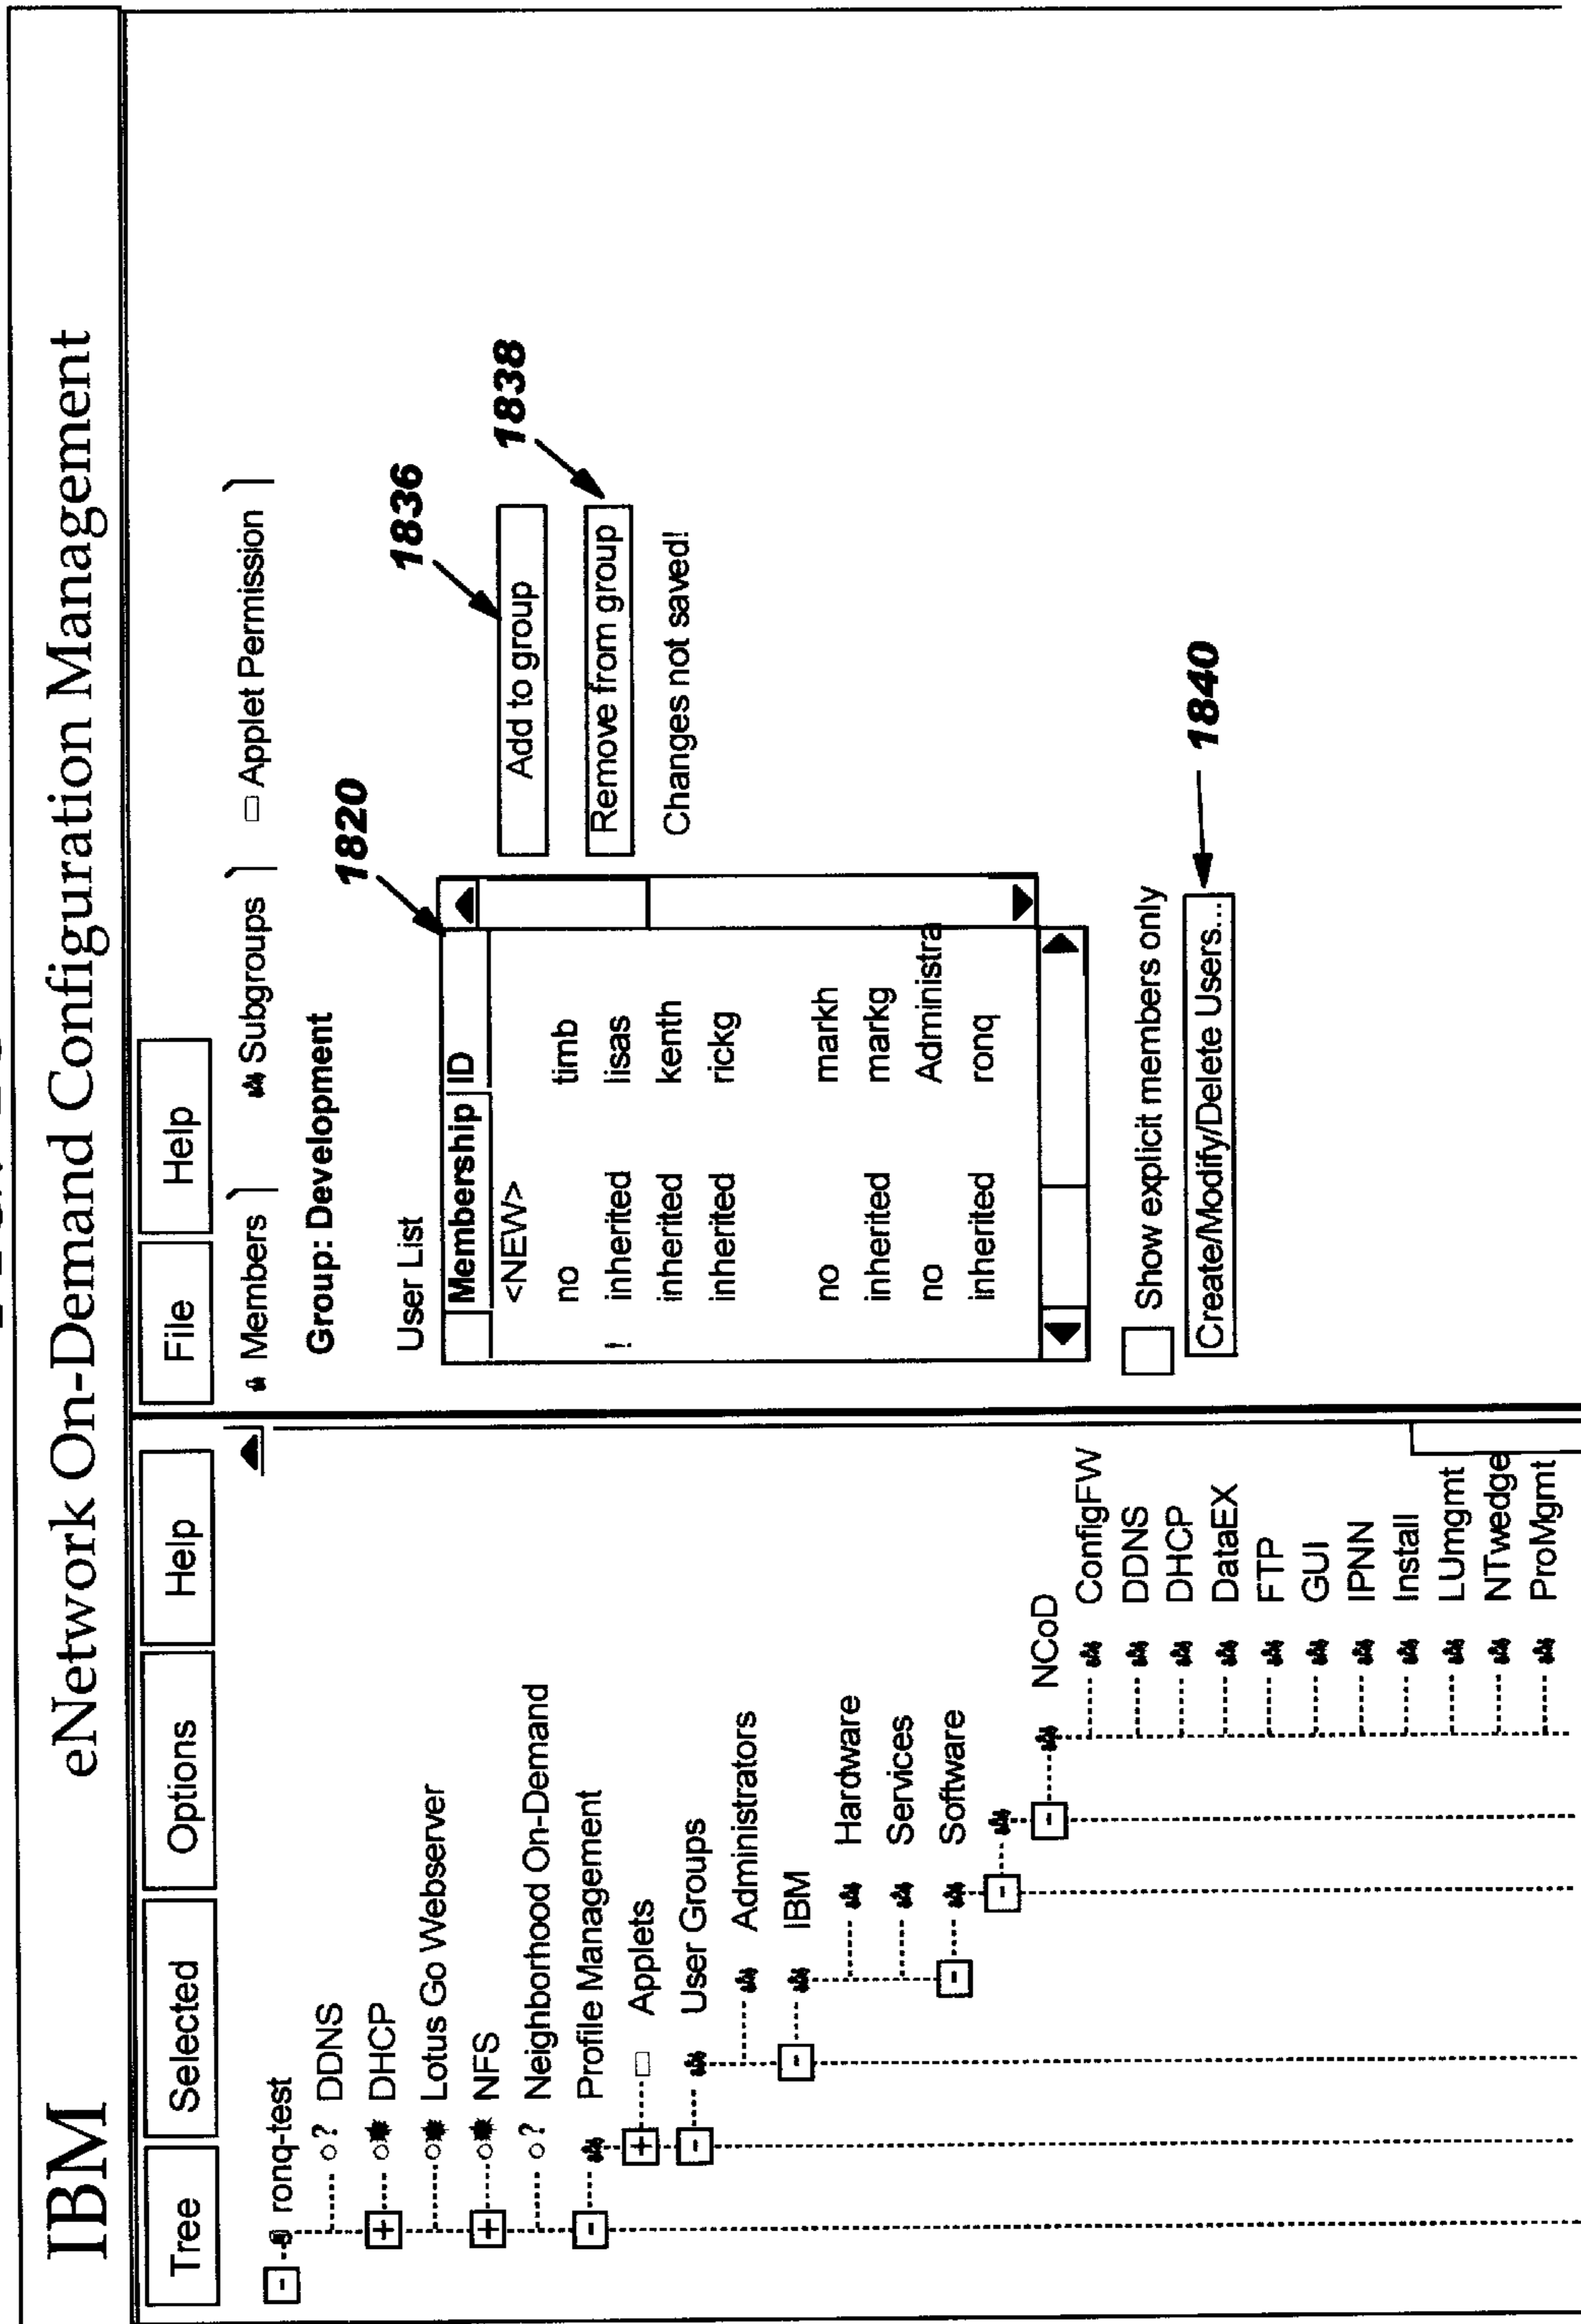 IBM eNetwork On-Demand Configuration Management
Tree Selected Options Help
- ronq-test
? DDNS
+ DHCP
Lotus Go Webserver
+ NFS
? Neighborhood On-Demand
- Profile Management
+ Applets
- User Groups
Administrators
- IBM
Hardware
Services
- Software
-
- NCoD
ConfigFW
DDNS
DHCP
DataEX
FTP
GUI
IPNN
Install
LUmgmt
NTwedge
ProMgmt
File Help
Members Subgroups Applet Permission
Group: Development
User List
1820
Membership ID
<NEW>
no timb
! inherited lisas
inherited kenth
inherited rickg
no markh
inherited markg
no Administra
inherited ronq
1836
Add to group
1838
Remove from group
Changes not saved!
Show explicit members only
Create/Modify/Delete Users...
1840